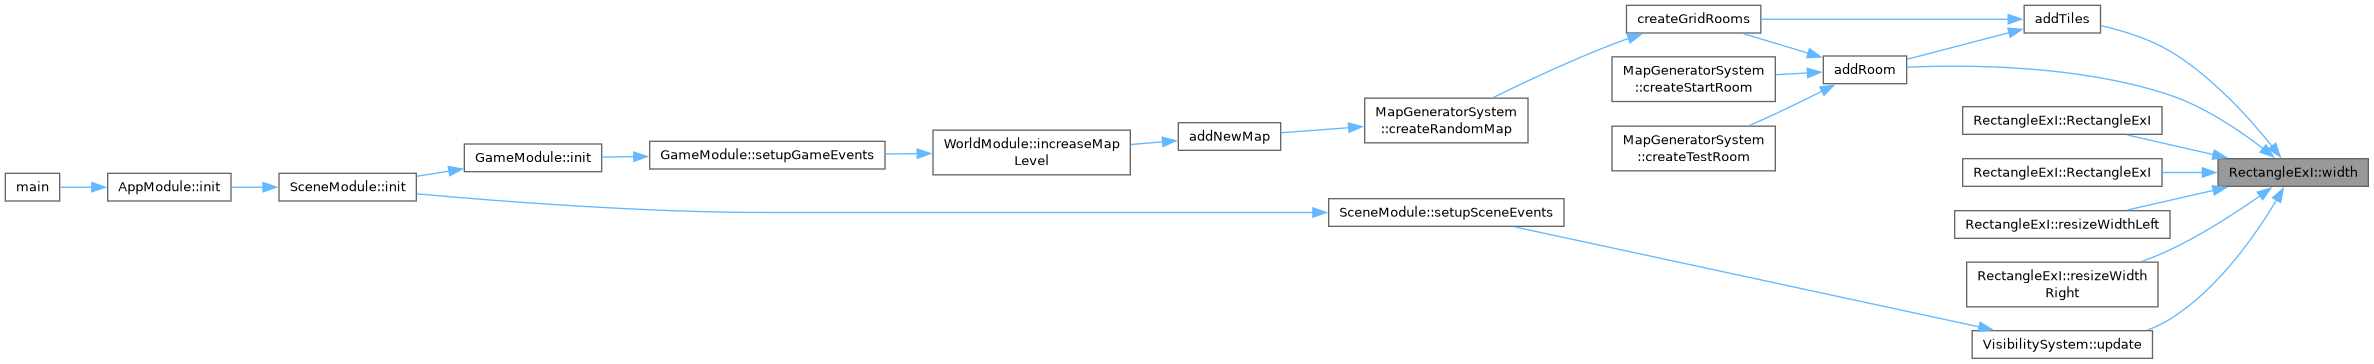 main
AppModule::init
SceneModule::init
GameModule::init
GameModule::setupGameEvents
WorldModule::increaseMap
Level
addNewMap
MapGeneratorSystem
::createRandomMap
createGridRooms
MapGeneratorSystem
::createStartRoom
MapGeneratorSystem
::createTestRoom
SceneModule::setupSceneEvents
addRoom
addTiles
RectangleExI::RectangleExI
RectangleExI::RectangleExI
RectangleExI::resizeWidthLeft
RectangleExI::resizeWidth
Right
VisibilitySystem::update
RectangleExI::width